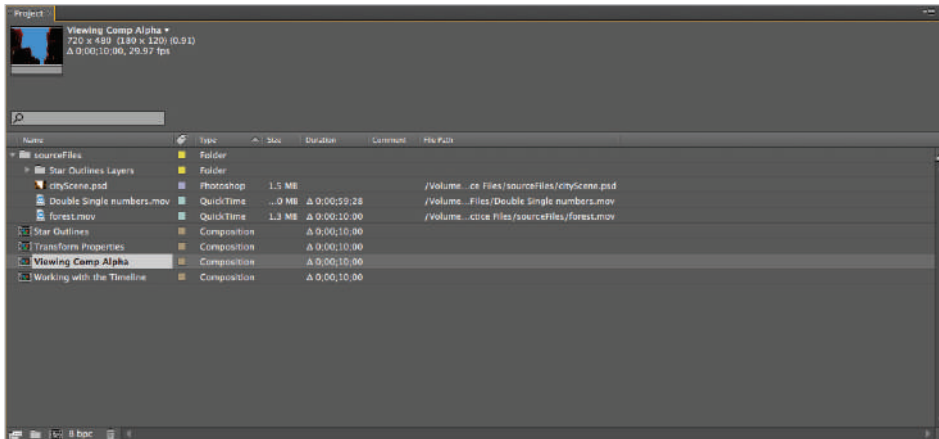 Project
Viewing Comp Alpha
720 x 480 (180 x 120) (0.91)
Δ 0;00;10;00, 29.97 fps
Name Type Size Duration Comment File Path
sourceFiles Folder
Star Outlines Layers Folder
cityScene.psd Photoshop 1.5 MB /Volume...ce Files/sourceFiles/cityScene.psd
Double Single numbers.mov QuickTime ...0 MB Δ 0:00:59:28 /Volume...Files/Double Single numbers.mov
forest.mov QuickTime 1.3 MB Δ 0:00:10:00 /Volume...ctice Files/sourceFiles/forest.mov
Star Outlines Composition Δ 0;00;10;00
Transform Properties Composition Δ 0;00;10;00
Viewing Comp Alpha Composition Δ 0;00;10;00
Working with the Timeline Composition Δ 0;00;10;00
8 bpc